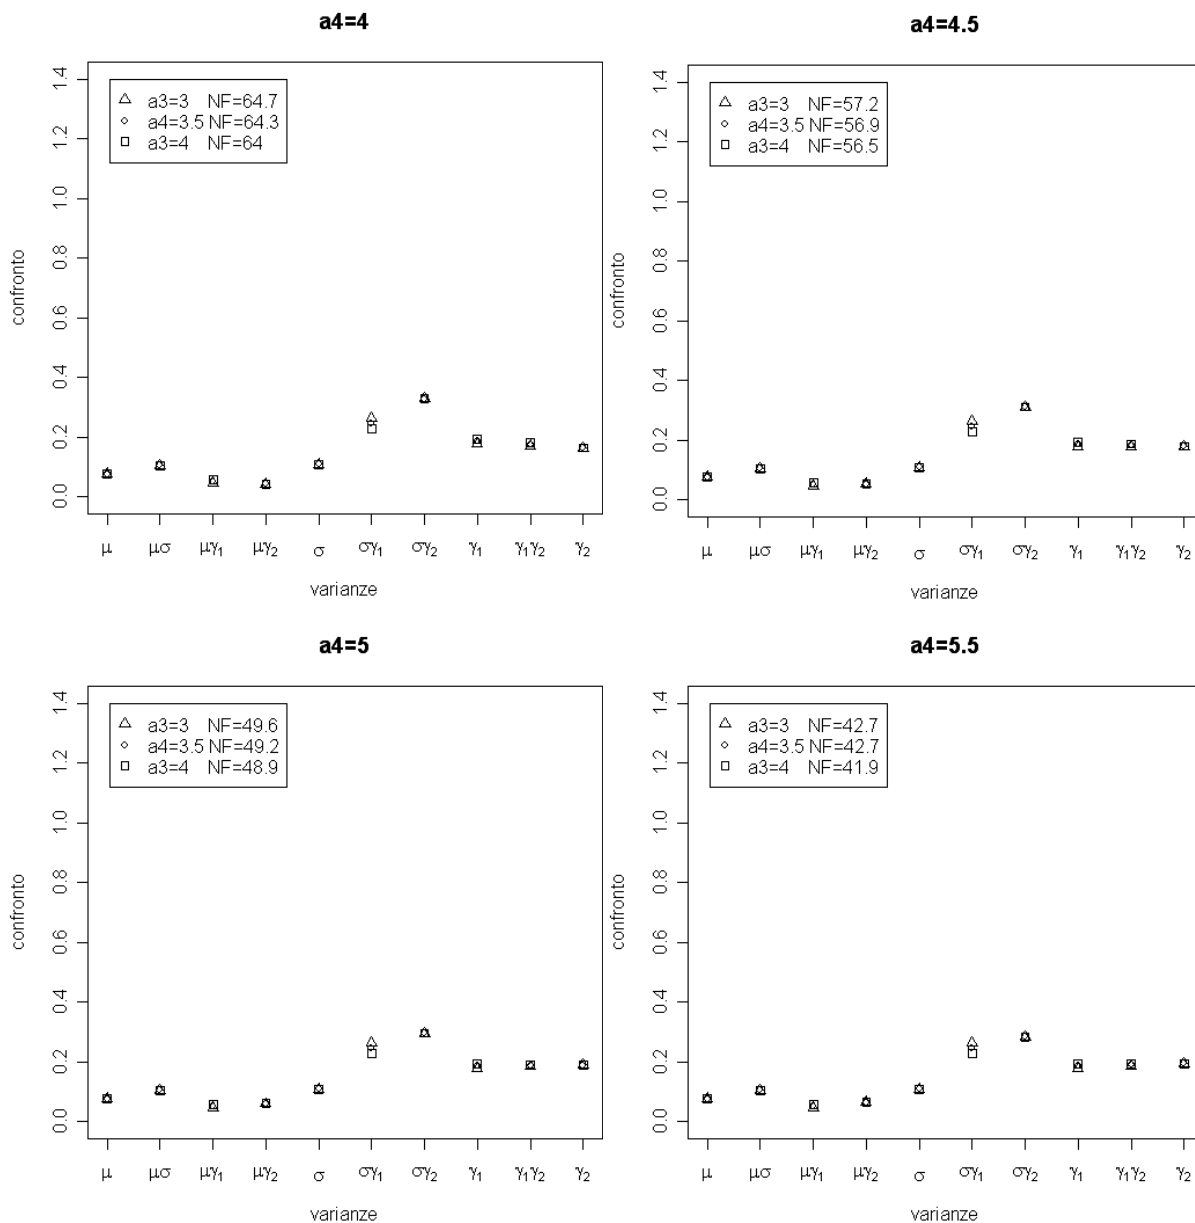 a4=4
confronto
1.4
1.2
1.0
0.8
0.6
0.4
0.2
0.0
a3=3 NF=64.7
a4=3.5 NF=64.3
a3=4 NF=64
μ μσ μγ1 μγ2 σ σγ1 σγ2 γ1 γ1γ2 γ2
varianze
a4=4.5
confronto
1.4
1.2
1.0
0.8
0.6
0.4
0.2
0.0
a3=3 NF=57.2
a4=3.5 NF=56.9
a3=4 NF=56.5
μ μσ μγ1 μγ2 σ σγ1 σγ2 γ1 γ1γ2 γ2
varianze
a4=5
confronto
1.4
1.2
1.0
0.8
0.6
0.4
0.2
0.0
a3=3 NF=49.6
a4=3.5 NF=49.2
a3=4 NF=48.9
μ μσ μγ1 μγ2 σ σγ1 σγ2 γ1 γ1γ2 γ2
varianze
a4=5.5
confronto
1.4
1.2
1.0
0.8
0.6
0.4
0.2
0.0
a3=3 NF=42.7
a4=3.5 NF=42.7
a3=4 NF=41.9
μ μσ μγ1 μγ2 σ σγ1 σγ2 γ1 γ1γ2 γ2
varianze